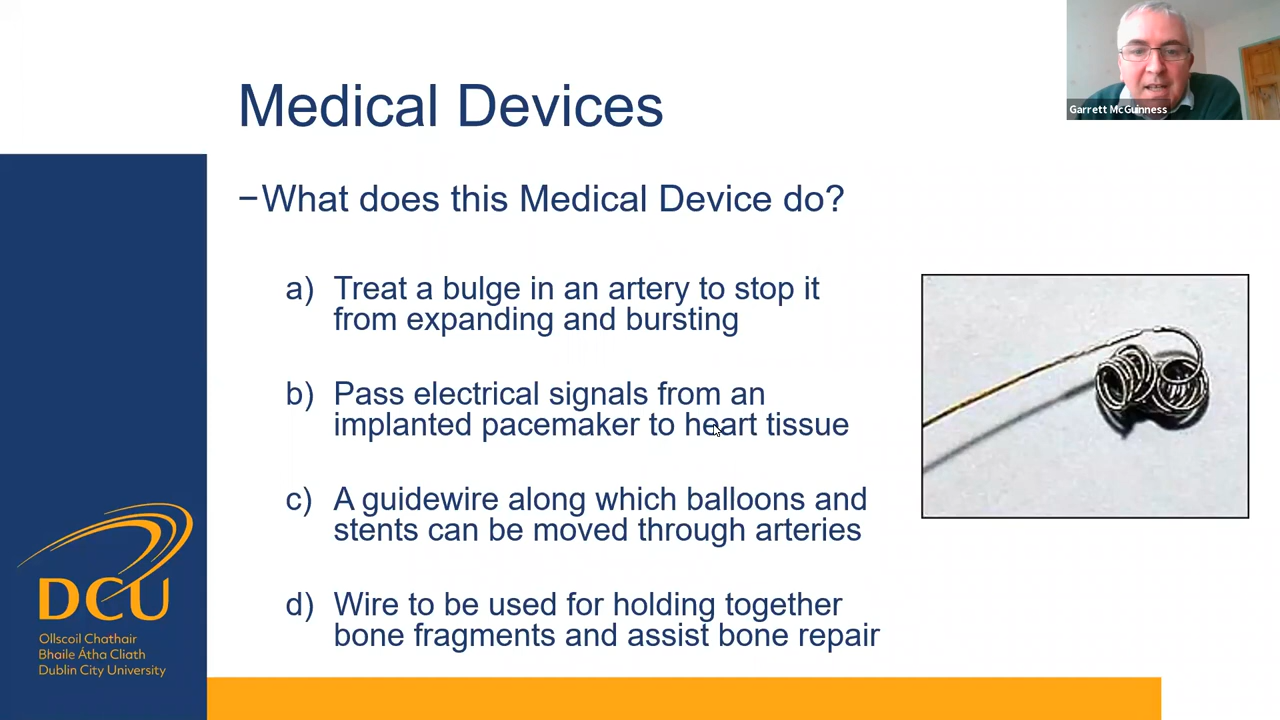 Garrett McGuinness
Medical Devices
−What does this Medical Device do?
a) Treat a bulge in an artery to stop it
from expanding and bursting
b) Pass electrical signals from an
implanted pacemaker to heart tissue
c) A guidewire along which balloons and
stents can be moved through arteries
d) Wire to be used for holding together
bone fragments and assist bone repair
DCU
Ollscoil Chathair
Bhaile Átha Cliath
Dublin City University